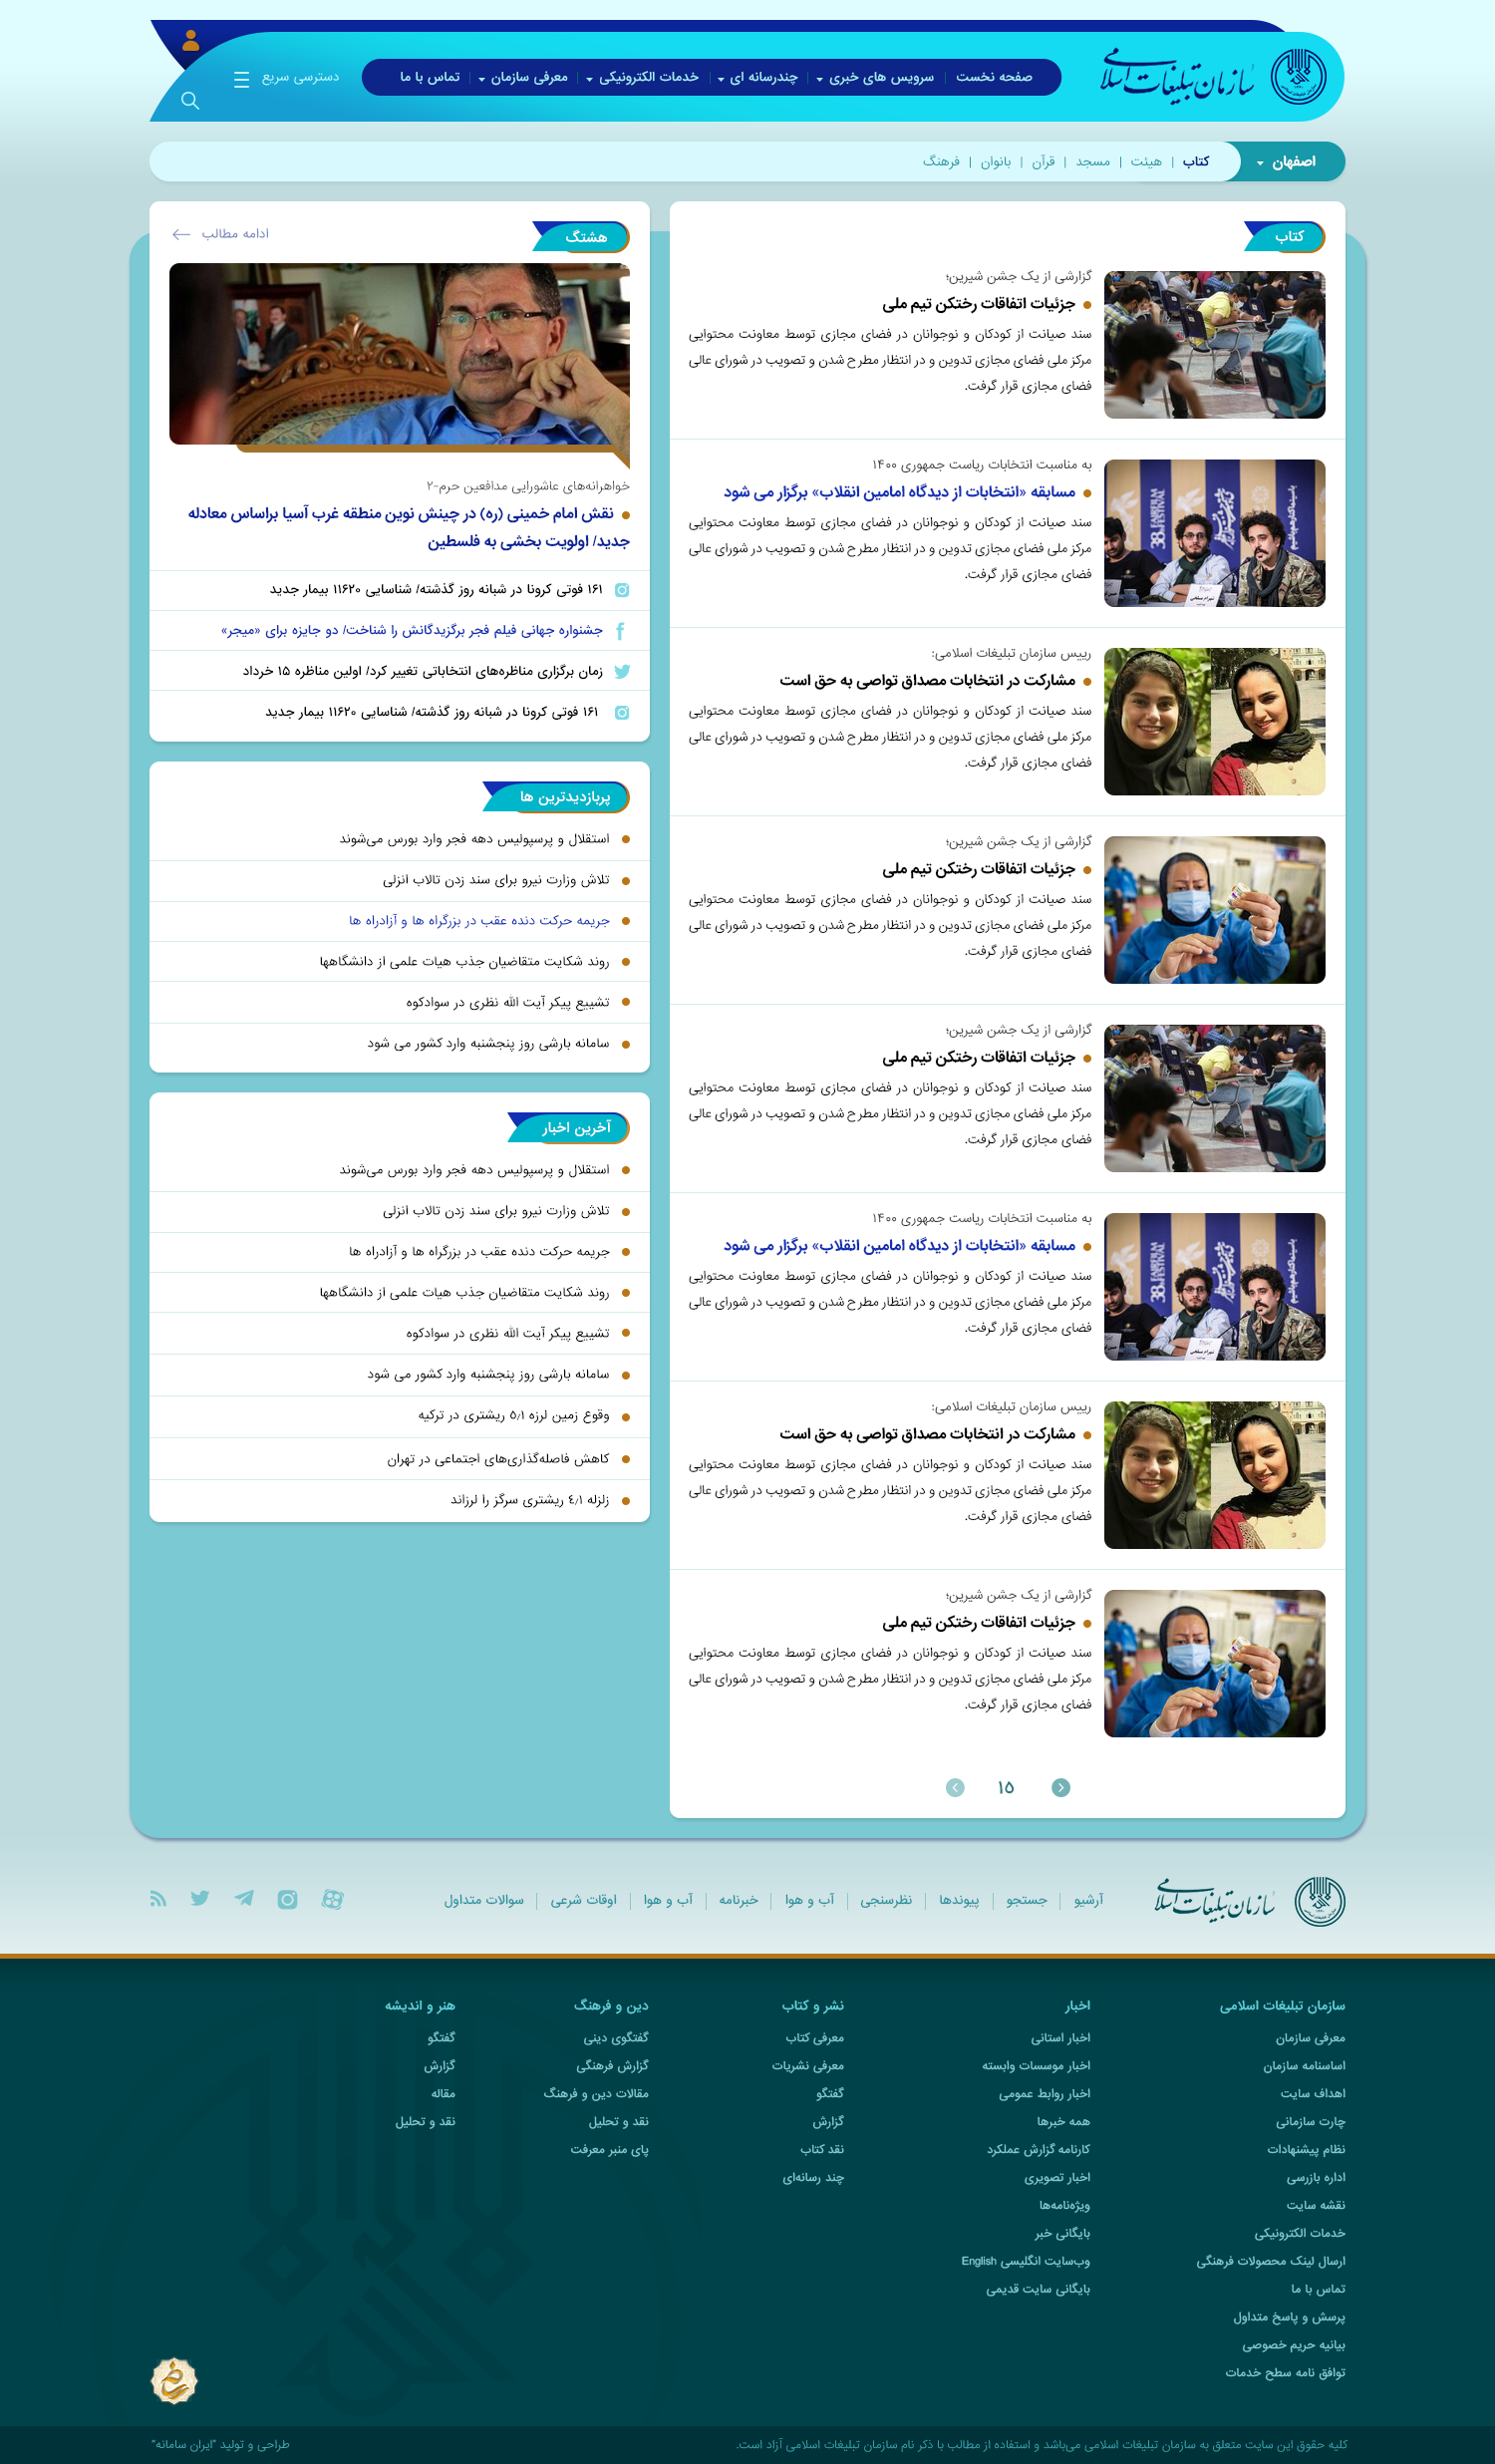 سازمان تبلیغات اسلامی
صفحه نخست
سرویس های خبری
چندرسانه ای
خدمات الکترونیکی
معرفی سازمان
تماس با ما
دسترسی سریع
اصفهان
کتاب | هیئت | مسجد | قرآن | بانوان | فرهنگ
کتاب
گزارشی از یک جشن شیرین؛
جزئیات اتفاقات رختکن تیم ملی
سند صیانت از کودکان و نوجوانان در فضای مجازی توسط معاونت محتوایی
مرکز ملی فضای مجازی تدوین و در انتظار مطرح شدن و تصویب در شورای عالی
فضای مجازی قرار گرفت.
به مناسبت انتخابات ریاست جمهوری ۱۴۰۰
مسابقه «انتخابات از دیدگاه امامین انقلاب» برگزار می شود
سند صیانت از کودکان و نوجوانان در فضای مجازی توسط معاونت محتوایی
مرکز ملی فضای مجازی تدوین و در انتظار مطرح شدن و تصویب در شورای عالی
فضای مجازی قرار گرفت.
رییس سازمان تبلیغات اسلامی:
مشارکت در انتخابات مصداق تواصی به حق است
سند صیانت از کودکان و نوجوانان در فضای مجازی توسط معاونت محتوایی
مرکز ملی فضای مجازی تدوین و در انتظار مطرح شدن و تصویب در شورای عالی
فضای مجازی قرار گرفت.
گزارشی از یک جشن شیرین؛
جزئیات اتفاقات رختکن تیم ملی
سند صیانت از کودکان و نوجوانان در فضای مجازی توسط معاونت محتوایی
مرکز ملی فضای مجازی تدوین و در انتظار مطرح شدن و تصویب در شورای عالی
فضای مجازی قرار گرفت.
گزارشی از یک جشن شیرین؛
جزئیات اتفاقات رختکن تیم ملی
سند صیانت از کودکان و نوجوانان در فضای مجازی توسط معاونت محتوایی
مرکز ملی فضای مجازی تدوین و در انتظار مطرح شدن و تصویب در شورای عالی
فضای مجازی قرار گرفت.
به مناسبت انتخابات ریاست جمهوری ۱۴۰۰
مسابقه «انتخابات از دیدگاه امامین انقلاب» برگزار می شود
سند صیانت از کودکان و نوجوانان در فضای مجازی توسط معاونت محتوایی
مرکز ملی فضای مجازی تدوین و در انتظار مطرح شدن و تصویب در شورای عالی
فضای مجازی قرار گرفت.
رییس سازمان تبلیغات اسلامی:
مشارکت در انتخابات مصداق تواصی به حق است
سند صیانت از کودکان و نوجوانان در فضای مجازی توسط معاونت محتوایی
مرکز ملی فضای مجازی تدوین و در انتظار مطرح شدن و تصویب در شورای عالی
فضای مجازی قرار گرفت.
گزارشی از یک جشن شیرین؛
جزئیات اتفاقات رختکن تیم ملی
سند صیانت از کودکان و نوجوانان در فضای مجازی توسط معاونت محتوایی
مرکز ملی فضای مجازی تدوین و در انتظار مطرح شدن و تصویب در شورای عالی
فضای مجازی قرار گرفت.
۱۵
هشتگ
ادامه مطالب
خواهرانه‌های عاشورایی مدافعین حرم-۲
نقش امام خمینی (ره) در چینش نوین منطقه غرب آسیا براساس معادله
جدید/ اولویت بخشی به فلسطین
۱۶۱ فوتی کرونا در شبانه روز گذشته/ شناسایی ۱۱۶۲۰ بیمار جدید
جشنواره جهانی فیلم فجر برگزیدگانش را شناخت/ دو جایزه برای «میجر»
زمان برگزاری مناظره‌های انتخاباتی تغییر کرد/ اولین مناظره ۱۵ خرداد
۱۶۱ فوتی کرونا در شبانه روز گذشته/ شناسایی ۱۱۶۲۰ بیمار جدید
پربازدیدترین ها
استقلال و پرسپولیس دهه فجر وارد بورس می‌شوند
تلاش وزارت نیرو برای سند زدن تالاب انزلی
جریمه حرکت دنده عقب در بزرگراه ها و آزادراه ها
روند شکایت متقاضیان جذب هیات علمی از دانشگاهها
تشییع پیکر آیت الله نظری در سوادکوه
سامانه بارشی روز پنجشنبه وارد کشور می شود
آخرین اخبار
استقلال و پرسپولیس دهه فجر وارد بورس می‌شوند
تلاش وزارت نیرو برای سند زدن تالاب انزلی
جریمه حرکت دنده عقب در بزرگراه ها و آزادراه ها
روند شکایت متقاضیان جذب هیات علمی از دانشگاهها
تشییع پیکر آیت الله نظری در سوادکوه
سامانه بارشی روز پنجشنبه وارد کشور می شود
وقوع زمین لرزه ۵٫۱ ریشتری در ترکیه
کاهش فاصله‌گذاری‌های اجتماعی در تهران
زلزله ۴٫۱ ریشتری سرگز را لرزاند
سازمان تبلیغات اسلامی
آرشیو
جستجو
پیوندها
نظرسنجی
آب و هوا
خبرنامه
آب و هوا
اوقات شرعی
سوالات متداول
سازمان تبلیغات اسلامی
معرفی سازمان
اساسنامه سازمان
اهداف سایت
چارت سازمانی
نظام پیشنهادات
اداره بازرسی
نقشه سایت
خدمات الکترونیکی
ارسال لینک محصولات فرهنگی
تماس با ما
پرسش و پاسخ متداول
بیانیه حریم خصوصی
توافق نامه سطح خدمات
اخبار
اخبار استانی
اخبار موسسات وابسته
اخبار روابط عمومی
همه خبرها
کارنامه گزارش عملکرد
اخبار تصویری
ویژه‌نامه‌ها
بایگانی خبر
وب‌سایت انگلیسی English
بایگانی سایت قدیمی
نشر و کتاب
معرفی کتاب
معرفی نشریات
گفتگو
گزارش
نقد کتاب
چند رسانه‌ای
دین و فرهنگ
گفتگوی دینی
گزارش فرهنگی
مقالات دین و فرهنگ
نقد و تحلیل
پای منبر معرفت
هنر و اندیشه
گفتگو
گزارش
مقاله
نقد و تحلیل
کلیه حقوق این سایت متعلق به سازمان تبلیغات اسلامی می‌باشد و استفاده از مطالب با ذکر نام سازمان تبلیغات اسلامی آزاد است.
طراحی و تولید "ایران سامانه"